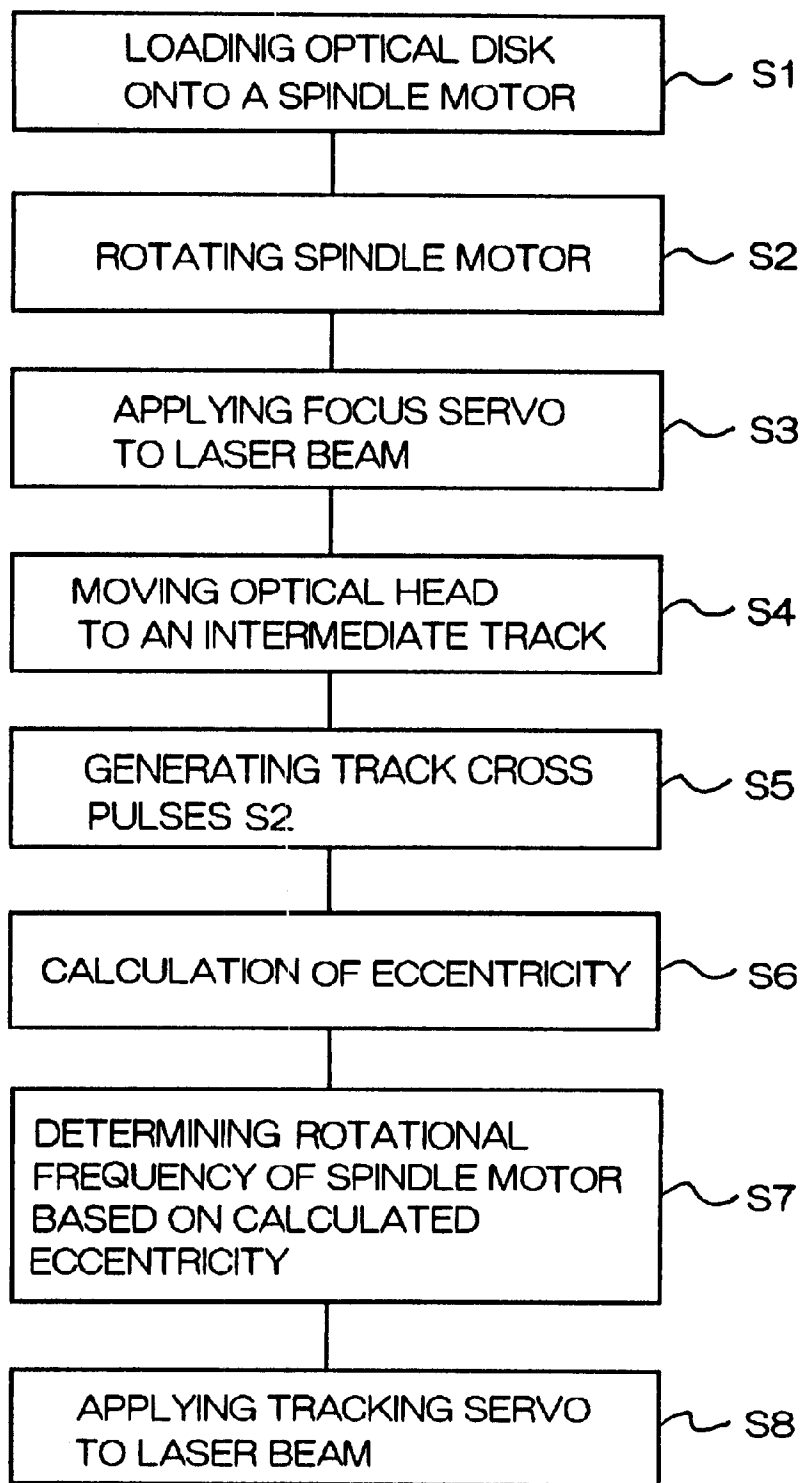 LOADING OPTICAL DISK
ONTO A SPINDLE MOTOR
S1
ROTATING SPINDLE MOTOR
S2
APPLYING FOCUS SERVO
TO LASER BEAM
S3
MOVING OPTICAL HEAD
TO AN INTERMEDIATE TRACK
S4
GENERATING TRACK CROSS
PULSES S2
S5
CALCULATION OF ECCENTRICITY
S6
DETERMINING ROTATIONAL
FREQUENCY OF SPINDLE MOTOR
BASED ON CALCULATED
ECCENTRICITY
S7
APPLYING TRACKING SERVO
TO LASER BEAM
S8